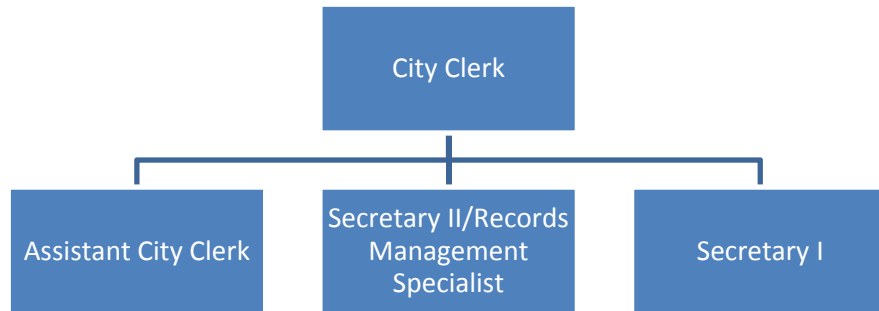 City Clerk
Assistant City Clerk
Secretary II/Records
Management
Specialist
Secretary I